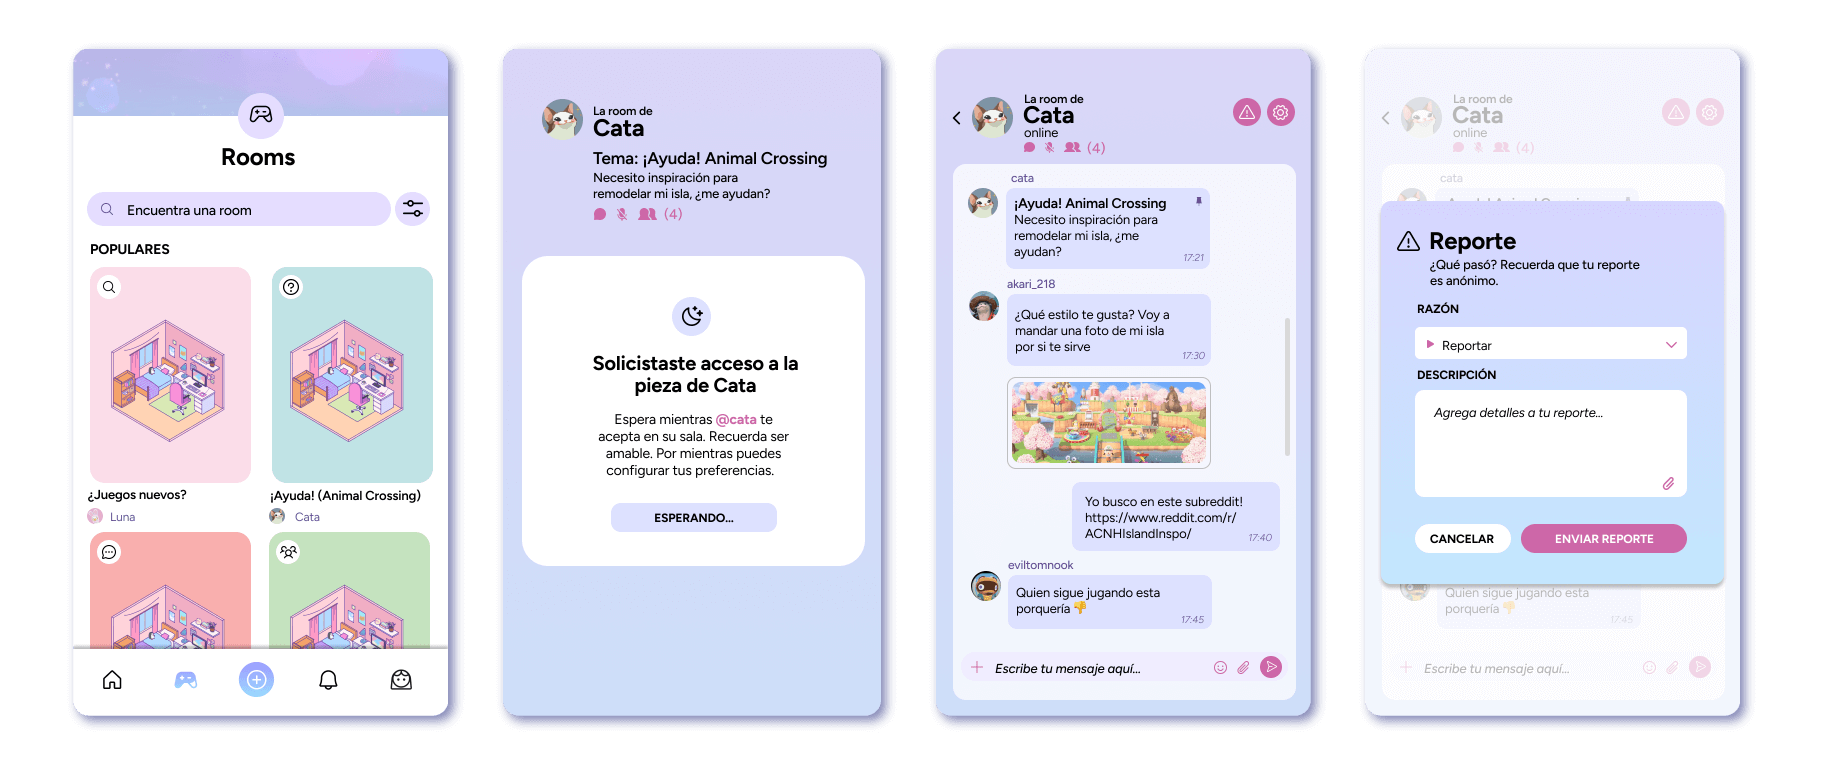 Rooms
Encuentra una room
POPULARES
¿Juegos nuevos?
Luna
¡Ayuda! (Animal Crossing)
Cata
La room de
Cata
Tema: ¡Ayuda! Animal Crossing
Necesito inspiración para
remodelar mi isla, ¿me ayudan?
(4)
Solicistaste acceso a la
pieza de Cata
Espera mientras @cata te
acepta en su sala. Recuerda ser
amable. Por mientras puedes
configurar tus preferencias.
ESPERANDO...
La room de
Cata
online
(4)
cata
¡Ayuda! Animal Crossing
Necesito inspiración para
remodelar mi isla, ¿me
ayudan?
17:21
akari_218
¿Qué estilo te gusta? Voy a
mandar una foto de mi isla
por si te sirve
17:30
Yo busco en este subreddit!
https://www.reddit.com/r/
ACNHIslandInspo/
17:40
eviltomnook
Quien sigue jugando esta
porquería 👎
17:45
Escribe tu mensaje aquí...
La room de
Cata
online
(4)
cata
¡Ayuda! Animal Crossing
Reporte
¿Qué pasó? Recuerda que tu reporte
es anónimo.
RAZÓN
Reportar
DESCRIPCIÓN
Agrega detalles a tu reporte...
CANCELAR
ENVIAR REPORTE
Quien sigue jugando esta
porquería 👎
17:45
Escribe tu mensaje aquí...